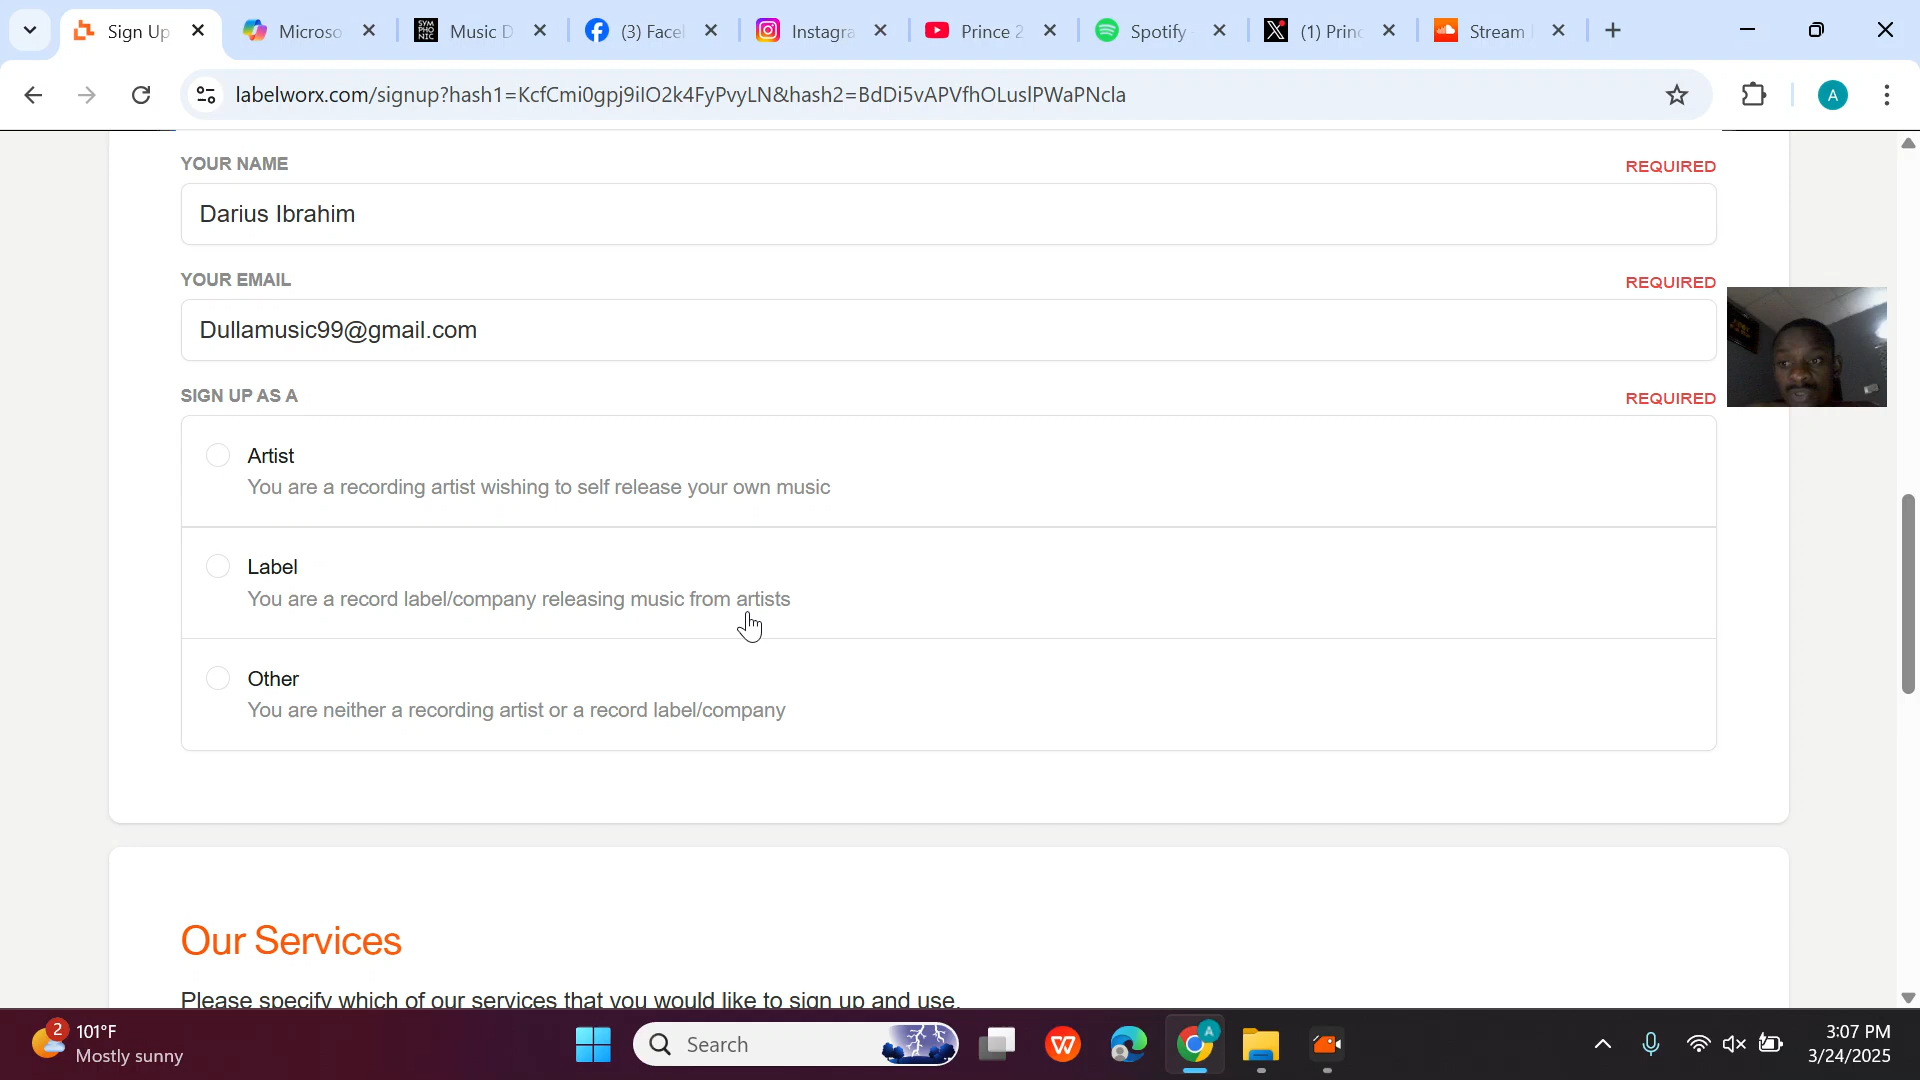 Sign Up
Microso
Music D
(3) Facel
Instagra
Prince 2
Spotify
(1) Princ
Stream
labelworx.com/signup?hash1=KcfCmi0gpj9iIO2k4FyPvyLN&hash2=BdDi5vAPVfhOLuslPWaPNcla
A
YOUR NAME
REQUIRED
Darius Ibrahim
YOUR EMAIL
REQUIRED
Dullamusic99@gmail.com
SIGN UP AS A
REQUIRED
Artist
You are a recording artist wishing to self release your own music
Label
You are a record label/company releasing music from artists
Other
You are neither a recording artist or a record label/company
Our Services
Please specify which of our services that you would like to sign up and use.
2
101°F
Mostly sunny
Search
A
3:07 PM
3/24/2025